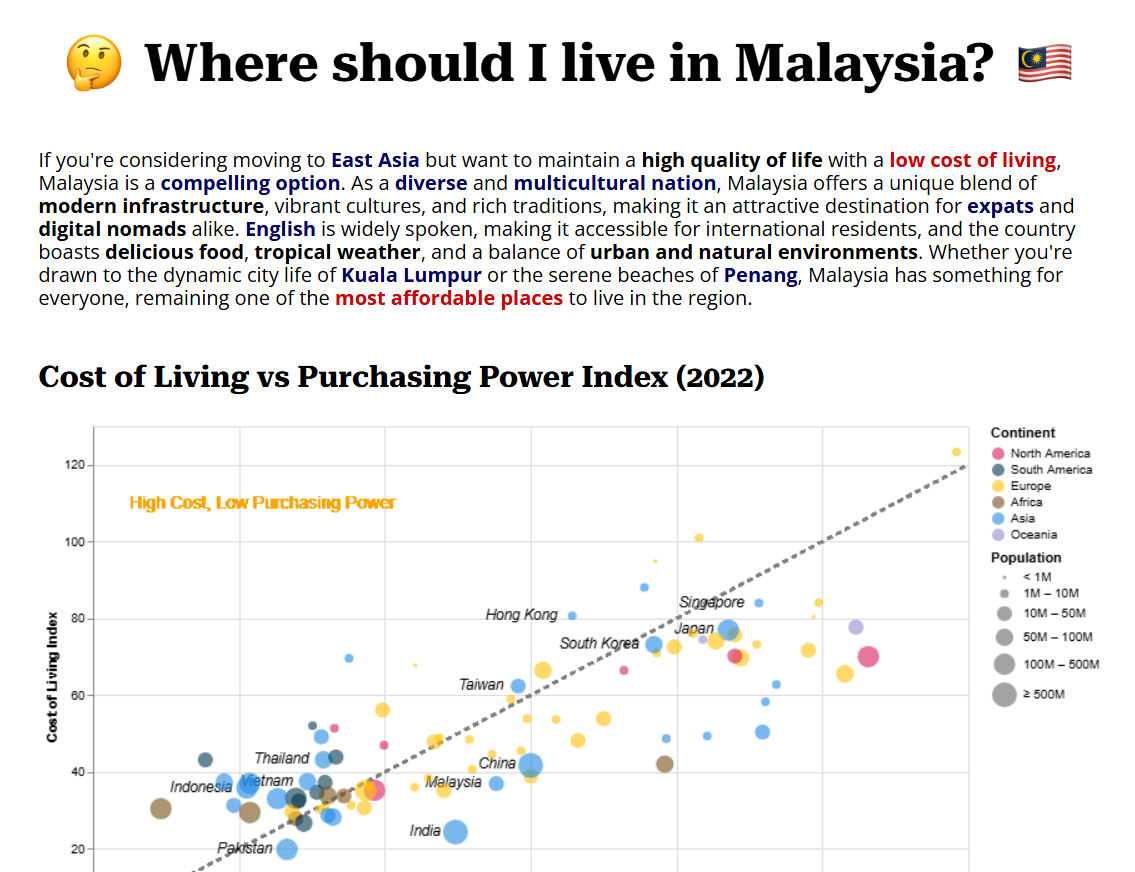 Where should I live in Malaysia?
If you're considering moving to East Asia but want to maintain a high quality of life with a low cost of living,
Malaysia is a compelling option. As a diverse and multicultural nation, Malaysia offers a unique blend of
modern infrastructure, vibrant cultures, and rich traditions, making it an attractive destination for expats and
digital nomads alike. English is widely spoken, making it accessible for international residents, and the country
boasts delicious food, tropical weather, and a balance of urban and natural environments. Whether you're
drawn to the dynamic city life of Kuala Lumpur or the serene beaches of Penang, Malaysia has something for
everyone, remaining one of the most affordable places to live in the region.
Cost of Living vs Purchasing Power Index (2022)
Cost of Living Index
120
100
80
60
40
20
High Cost, Low Purchasing Power
Hong Kong
Singapore
Japan
South Korea
Taiwan
Thailand
China
Indonesia
Vietnam
Malaysia
India
Pakistan
Continent
North America
South America
Europe
Africa
Asia
Oceania
Population
< 1M
1M – 10M
10M – 50M
50M – 100M
100M – 500M
≥ 500M